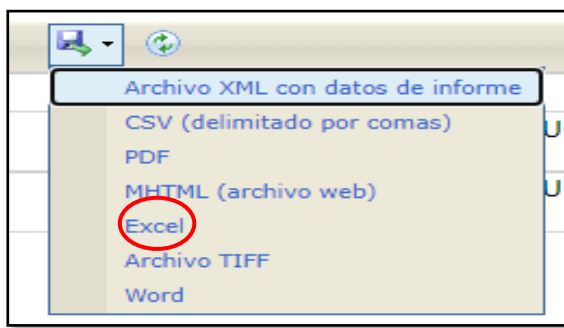 Archivo XML con datos de informe
CSV (delimitado por comas)
U
PDF
MHTML (archivo web)
U
Excel
Archivo TIFF
Word